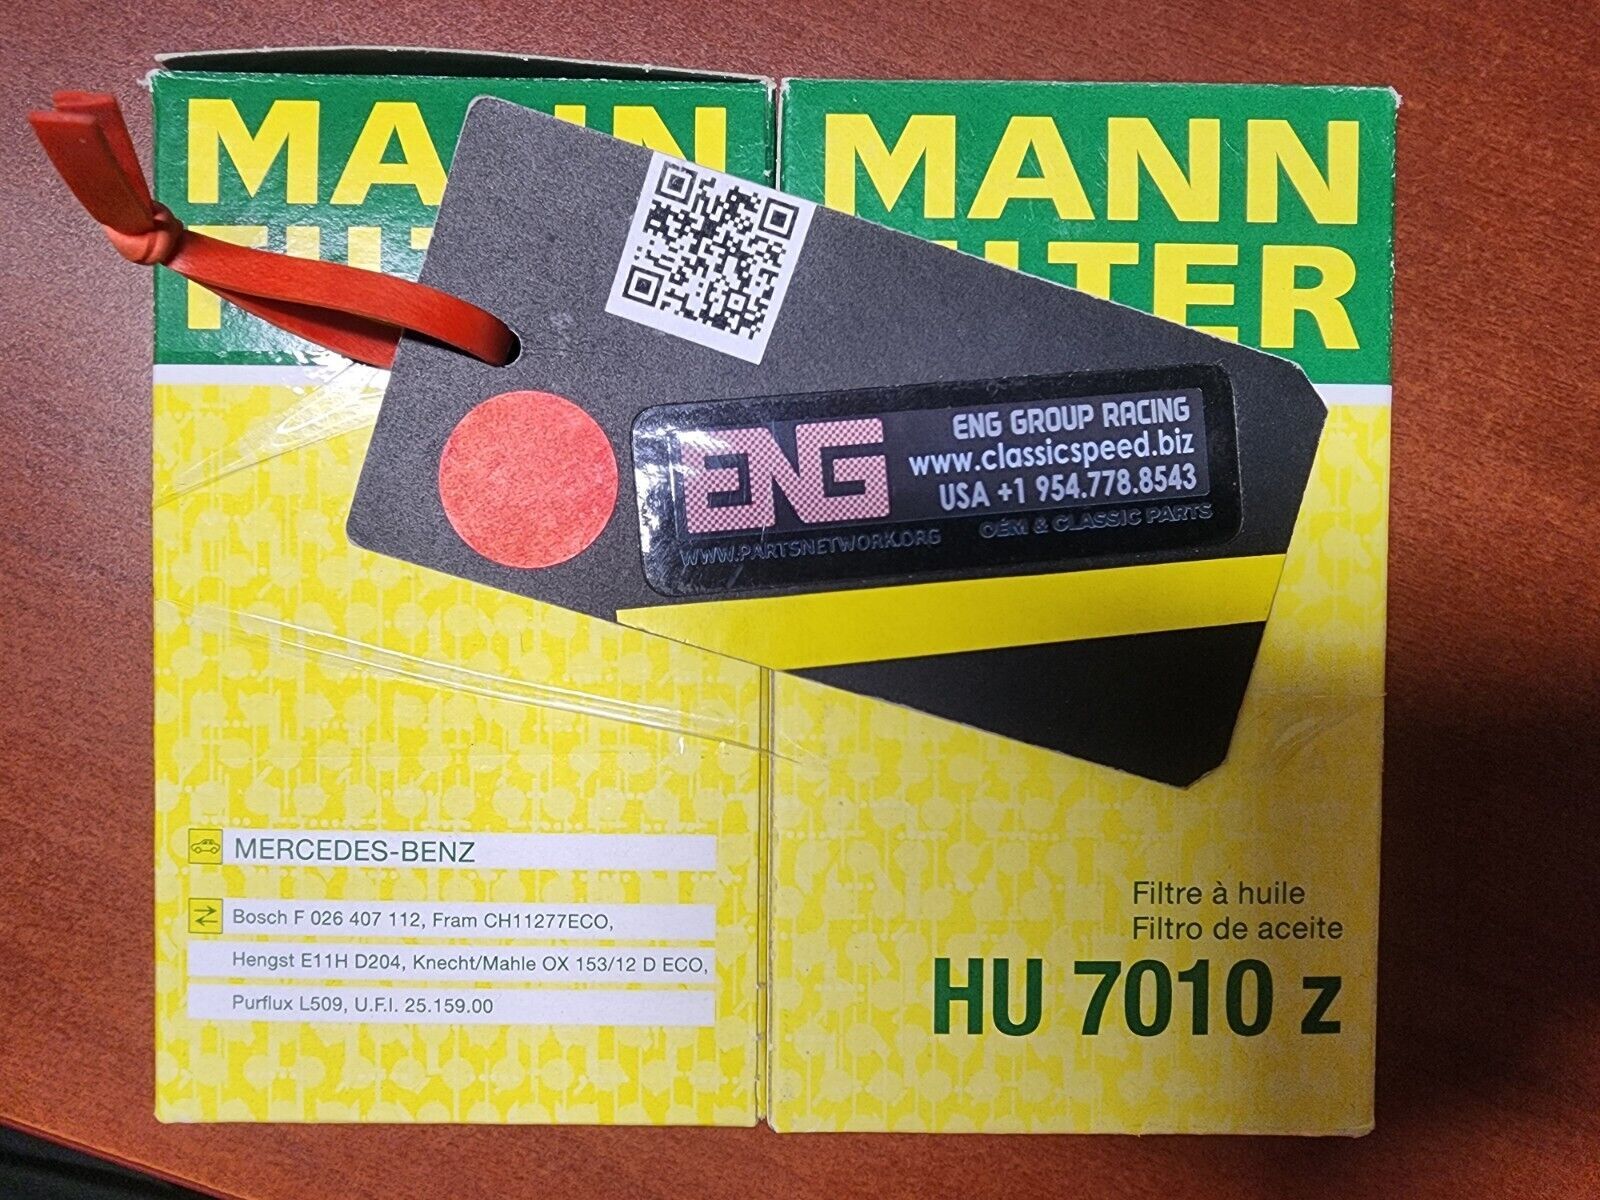 MANN
MANN
FILTER
ENG
ENG GROUP RACING
www.classicspeed.biz
USA +1 954.778.8543
WWW.PARTSNETWORK.ORG
OEM & CLASSIC PARTS
MERCEDES-BENZ
Bosch F 026 407 112, Fram CH11277ECO,
Hengst E11H D204, Knecht/Mahle OX 153/12 D ECO,
Purflux L509, U.F.I. 25.159.00
Filtre à huile
Filtro de aceite
HU 7010 z